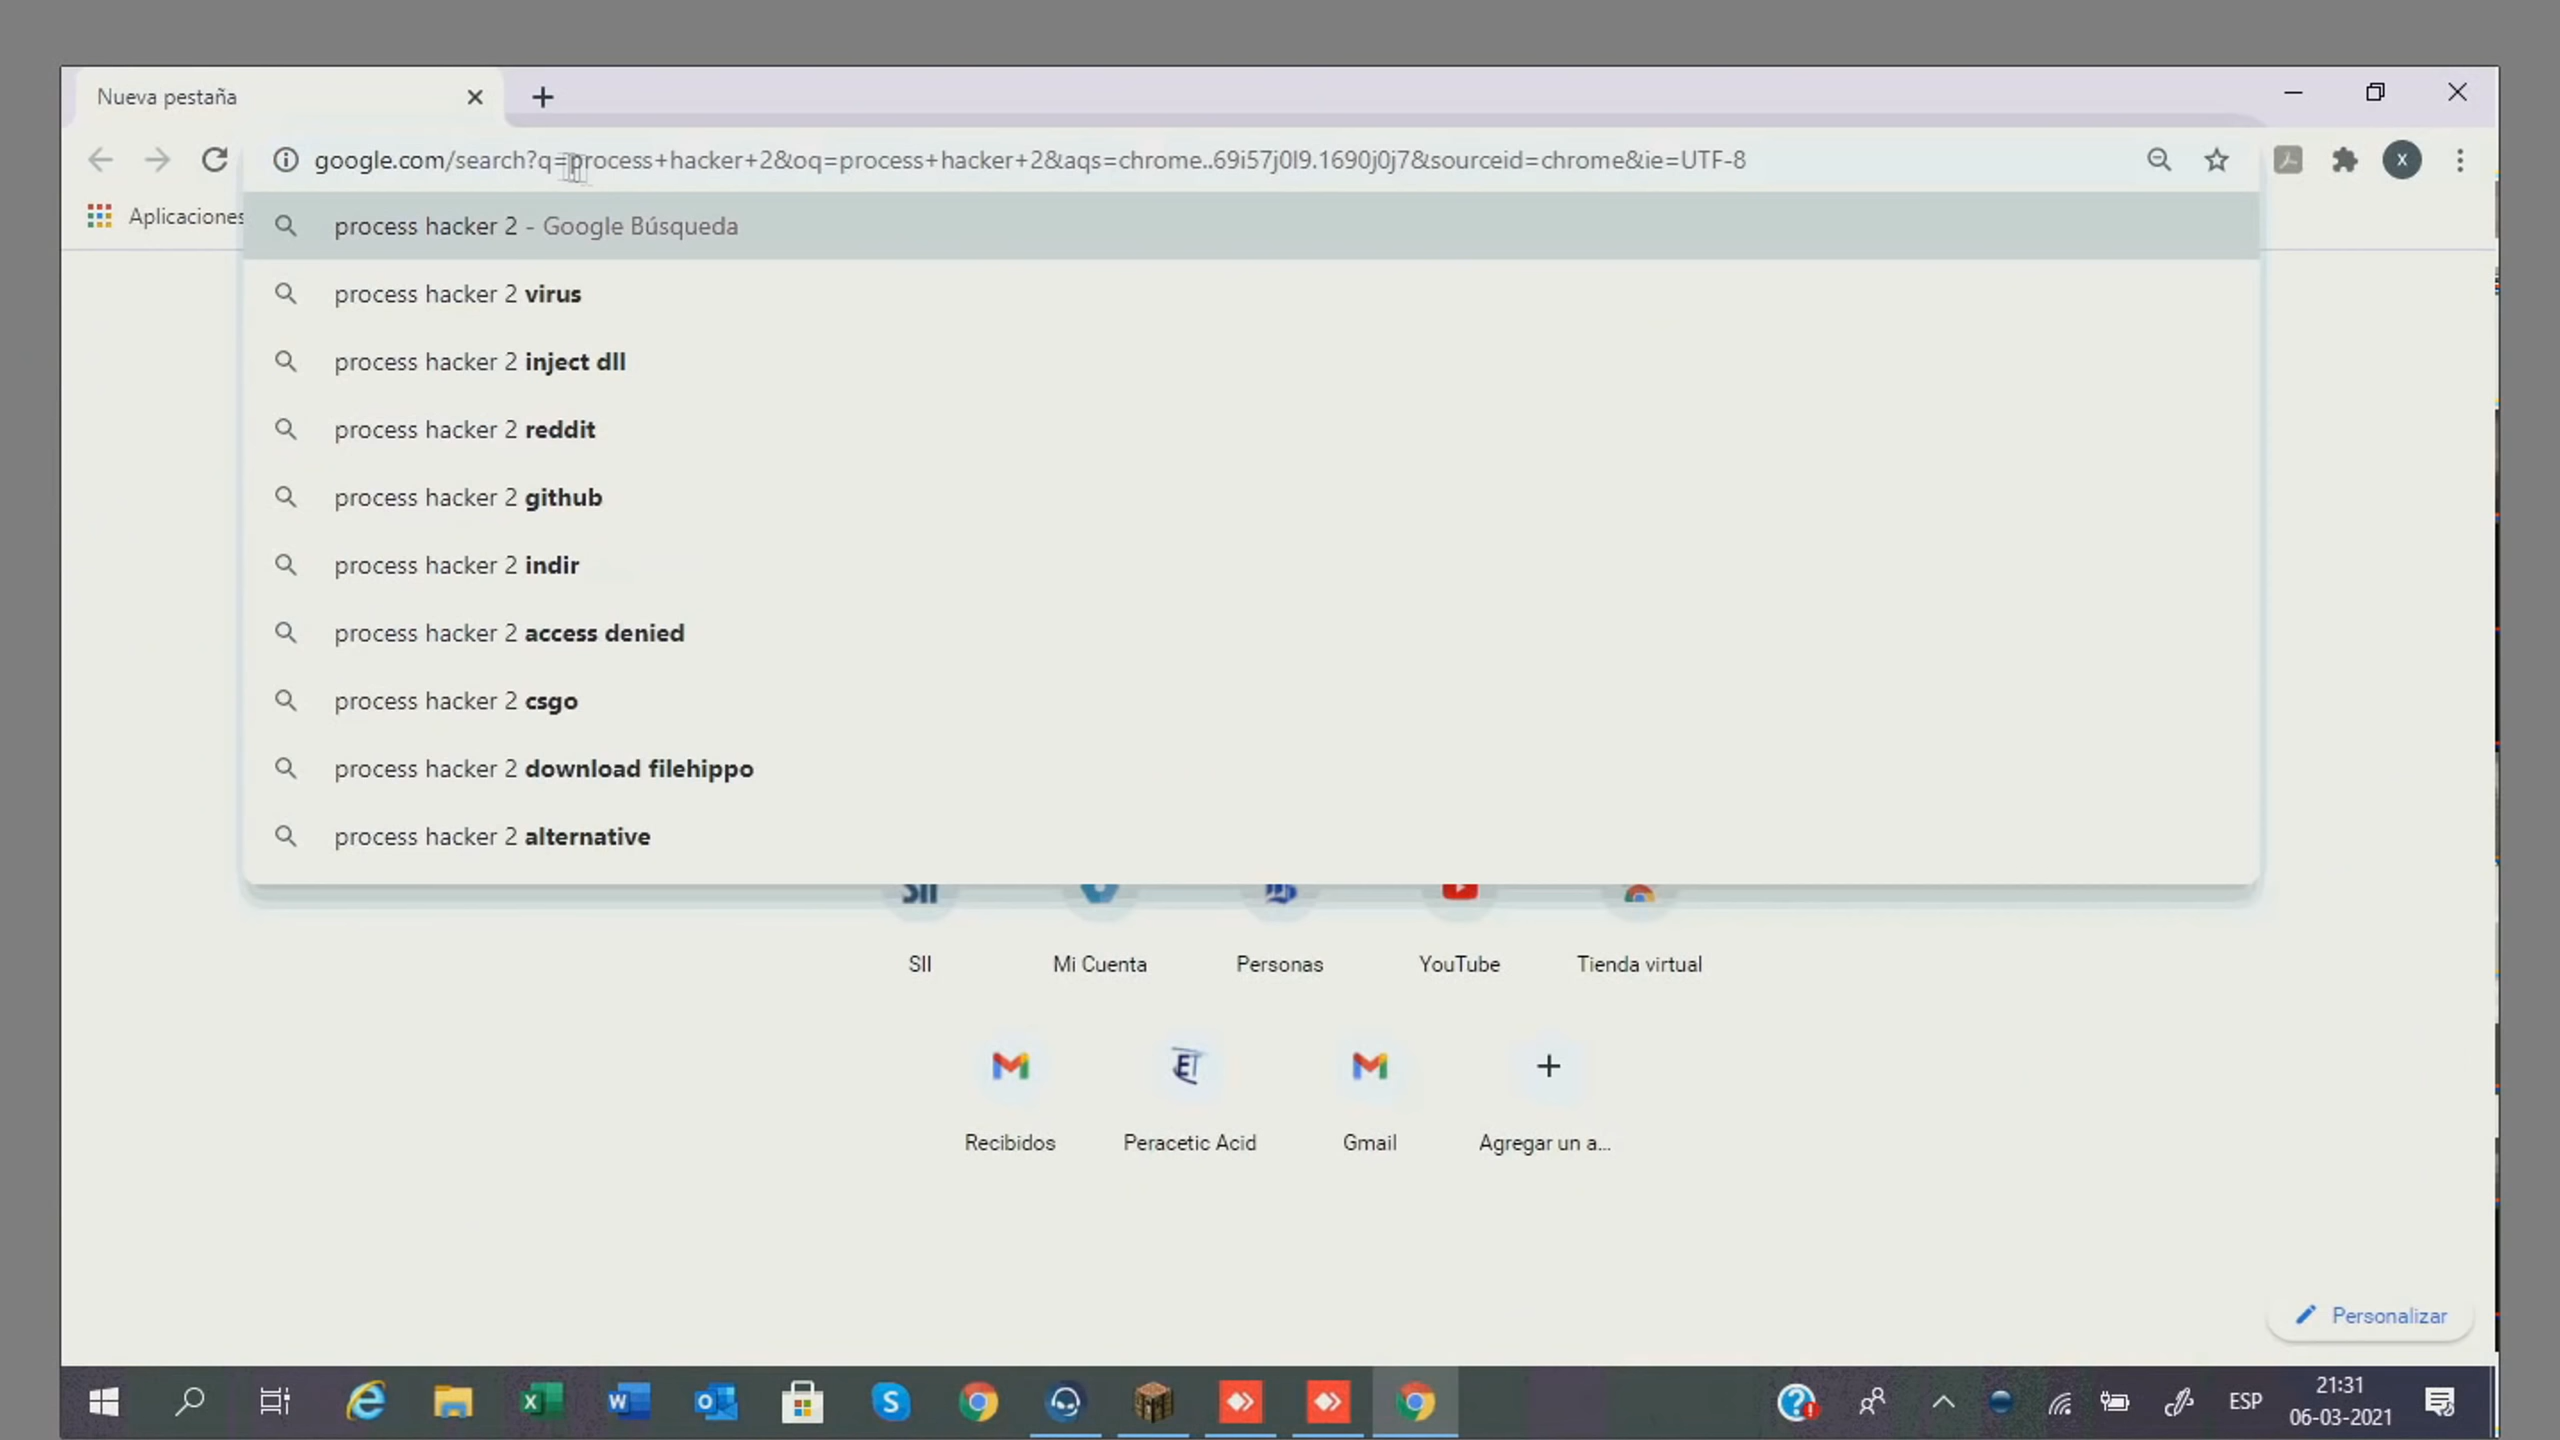 Nueva pestaña
google.com/search?q=process+hacker+2&oq=process+hacker+2&aqs=chrome..69i57j0l9.1690j0j7&sourceid=chrome&ie=UTF-8
X
Aplicaciones
process hacker 2 - Google Búsqueda
process hacker 2 virus
process hacker 2 inject dll
process hacker 2 reddit
process hacker 2 github
process hacker 2 indir
process hacker 2 access denied
process hacker 2 csgo
process hacker 2 download filehippo
process hacker 2 alternative
SII
SII Mi Cuenta Personas YouTube Tienda virtual
Recibidos Peracetic Acid Gmail Agregar un a...
Personalizar
ESP
21:31
06-03-2021